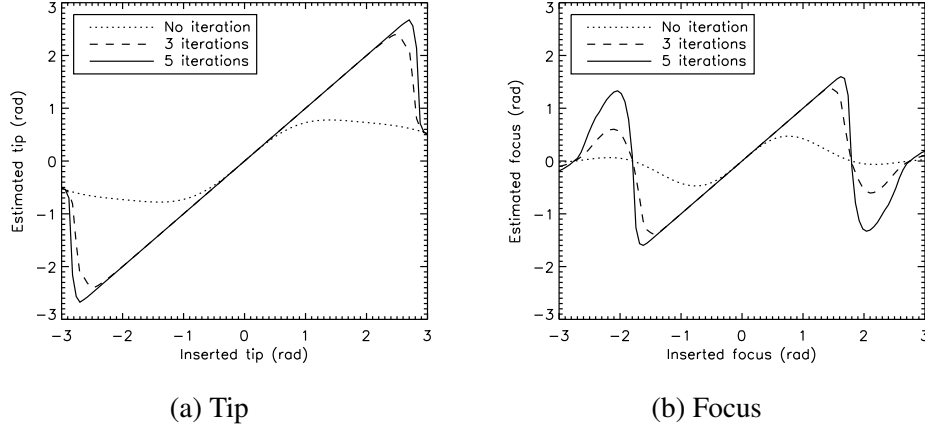 No iteration
3 iterations
5 iterations
3
2
1
0
−1
−2
−3
Estimated tip (rad)
−3 −2 −1 0 1 2 3
Inserted tip (rad)
(a) Tip
No iteration
3 iterations
5 iterations
3
2
1
0
−1
−2
−3
Estimated focus (rad)
−3 −2 −1 0 1 2 3
Inserted focus (rad)
(b) Focus